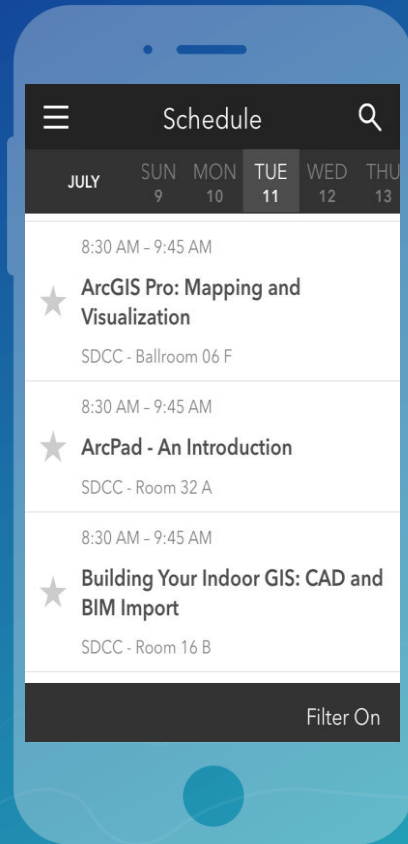 Schedule
JULY
SUN MON TUE WED THU
9 10 11 12 13
8:30 AM – 9:45 AM
ArcGIS Pro: Mapping and
Visualization
SDCC - Ballroom 06 F
8:30 AM – 9:45 AM
ArcPad - An Introduction
SDCC - Room 32 A
8:30 AM – 9:45 AM
Building Your Indoor GIS: CAD and
BIM Import
SDCC - Room 16 B
Filter On